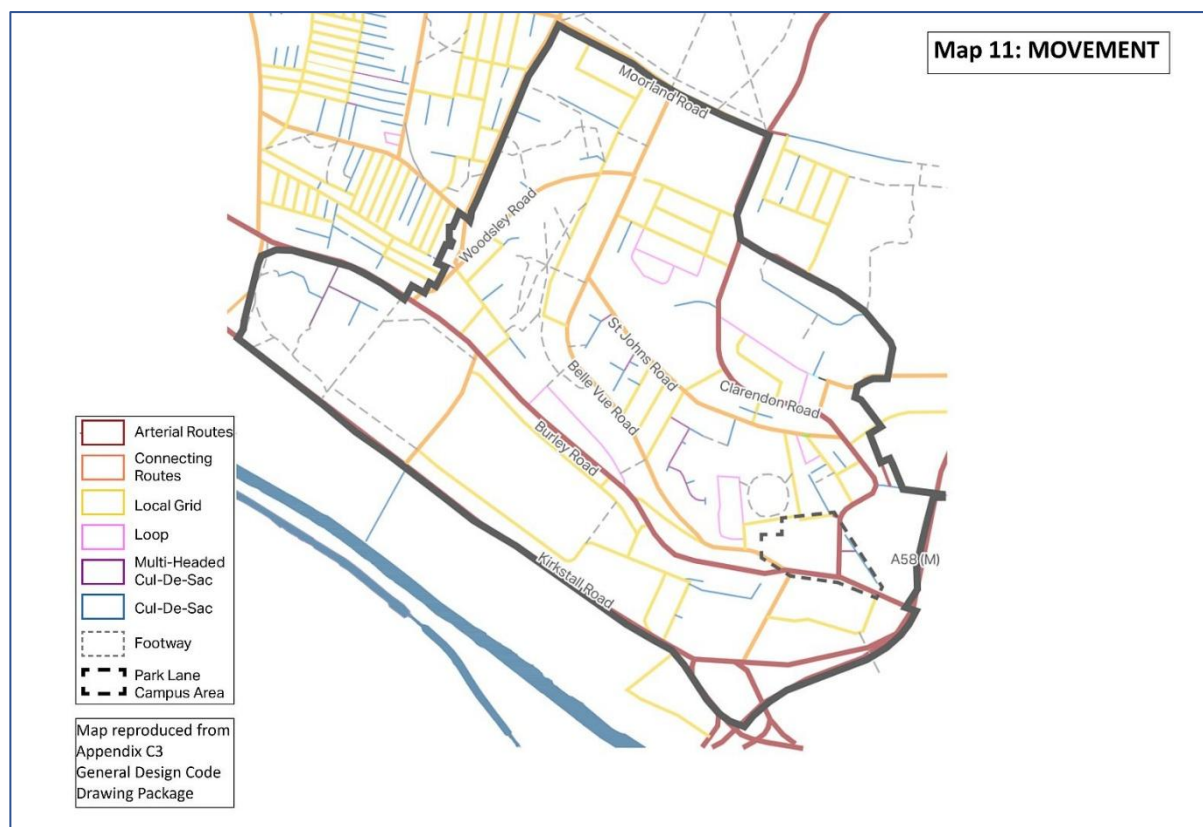 Map 11: MOVEMENT
Moorland Road
Woodsley Road
St Johns Road
Belle Vue Road
Clarendon Road
Burley Road
Kirkstall Road
A58 (M)
Arterial Routes
Connecting
Routes
Local Grid
Loop
Multi-Headed
Cul-De-Sac
Cul-De-Sac
Footway
Park Lane
Campus Area
Map reproduced from
Appendix C3
General Design Code
Drawing Package